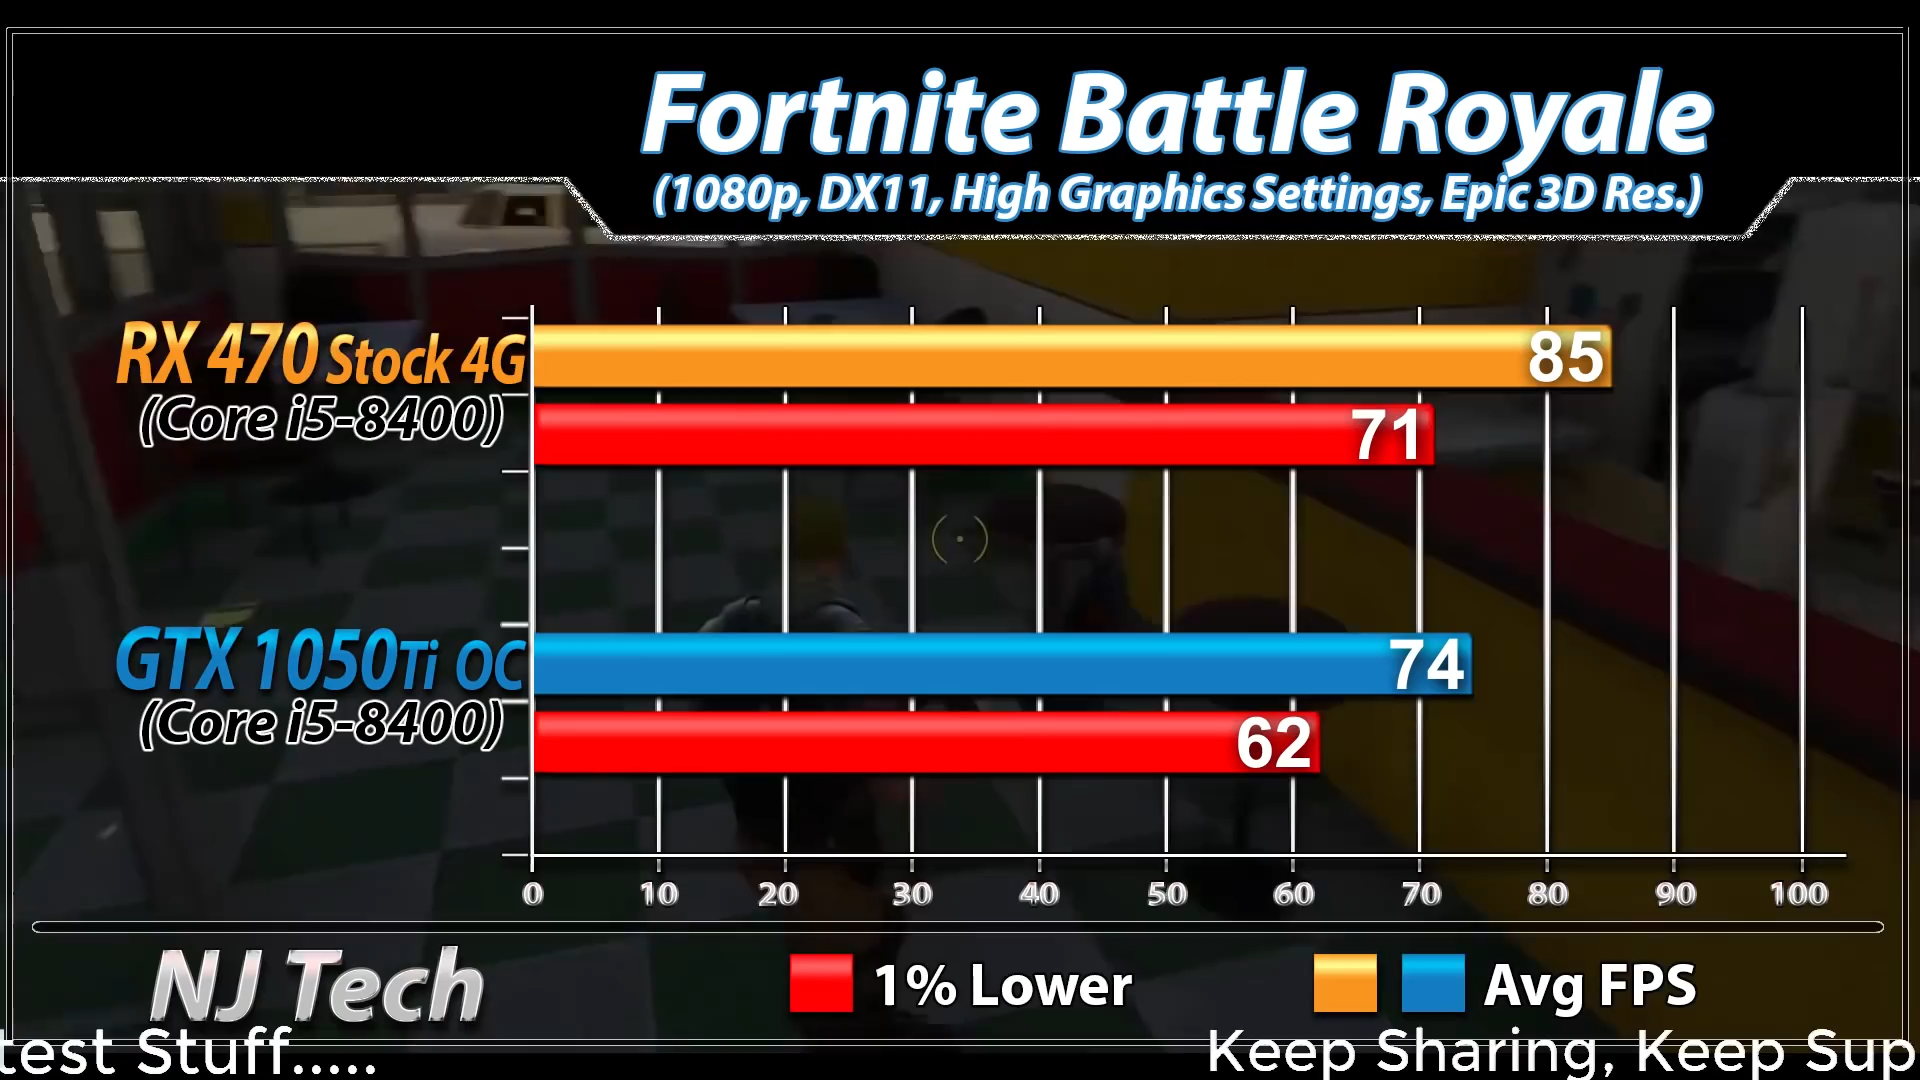 Fortnite Battle Royale
(1080p, DX11, High Graphics Settings, Epic 3D Res.)
RX 470 Stock 4G
(Core i5-8400)
85
71
GTX 1050Ti OC
(Core i5-8400)
74
62
0 10 20 30 40 50 60 70 80 90 100
NJ Tech
1% Lower
Avg FPS
test Stuff.....
Keep Sharing, Keep Sup